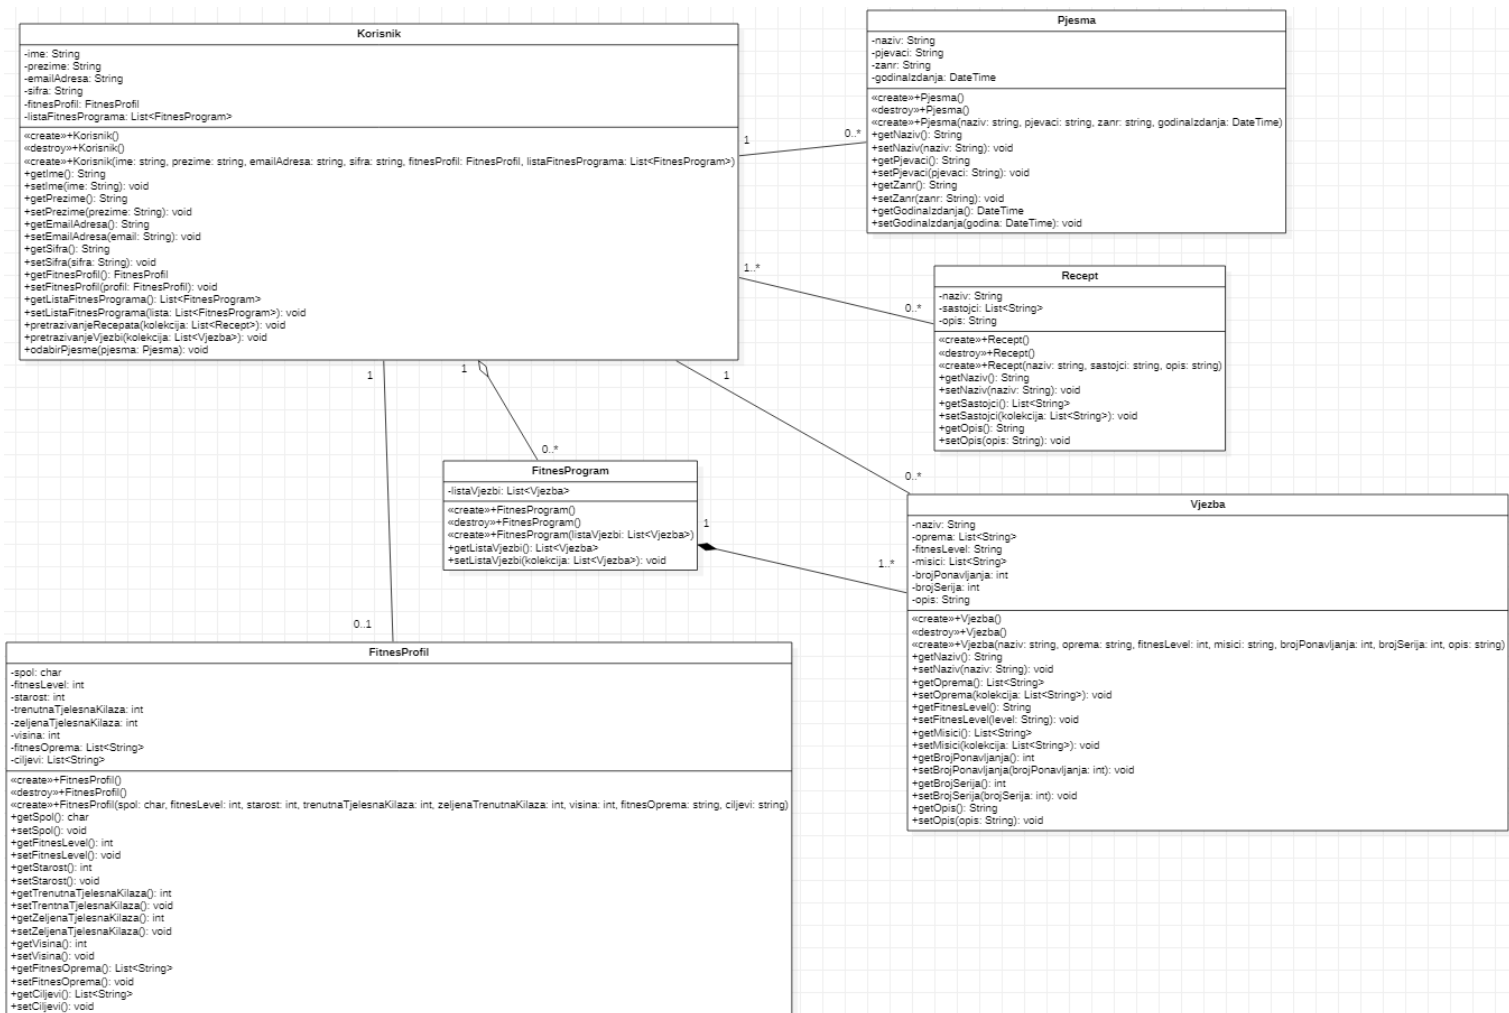 Korisnik
-ime: String
-prezime: String
-emailAdresa: String
-sifra: String
-fitnesProfil: FitnesProfil
-listaFitnesPrograma: List<FitnesProgram>
«create»+Korisnik()
«destroy»+Korisnik()
«create»+Korisnik(ime: string, prezime: string, emailAdresa: string, sifra: string, fitnesProfil: FitnesProfil, listaFitnesPrograma: List<FitnesProgram>)
+getIme(): String
+setIme(ime: String): void
+getPrezime(): String
+setPrezime(prezime: String): void
+getEmailAdresa(): String
+setEmailAdresa(email: String): void
+getSifra(): String
+setSifra(sifra: String): void
+getFitnesProfil(): FitnesProfil
+setFitnesProfil(profil: FitnesProfil): void
+getListaFitnesPrograma(): List<FitnesProgram>
+setListaFitnesPrograma(lista: List<FitnesProgram>): void
+pretrazivanjeRecepata(kolekcija: List<Recept>): void
+pretrazivanjeVjezbi(kolekcija: List<Vjezba>): void
+odabirPjesme(pjesma: Pjesma): void
1
0..*
Pjesma
-naziv: String
-pjevaci: String
-zanr: String
-godinaIzdanja: DateTime
«create»+Pjesma()
«destroy»+Pjesma()
«create»+Pjesma(naziv: string, pjevaci: string, zanr: string, godinaIzdanja: DateTime)
+getNaziv(): String
+setNaziv(naziv: String): void
+getPjevaci(): String
+setPjevaci(pjevaci: String): void
+getZanr(): String
+setZanr(zanr: String): void
+getGodinaIzdanja(): DateTime
+setGodinaIzdanja(godina: DateTime): void
1..*
0..*
Recept
-naziv: String
-sastojci: List<String>
-opis: String
«create»+Recept()
«destroy»+Recept()
«create»+Recept(naziv: string, sastojci: string, opis: string)
+getNaziv(): String
+setNaziv(naziv: String): void
+getSastojci(): List<String>
+setSastojci(kolekcija: List<String>): void
+getOpis(): String
+setOpis(opis: String): void
1
1
1
0..*
0..*
FitnesProgram
-listaVjezbi: List<Vjezba>
«create»+FitnesProgram()
«destroy»+FitnesProgram()
«create»+FitnesProgram(listaVjezbi: List<Vjezba>)
+getListaVjezbi(): List<Vjezba>
+setListaVjezbi(kolekcija: List<Vjezba>): void
1
1..*
Vjezba
-naziv: String
-oprema: List<String>
-fitnesLevel: String
-misici: List<String>
-brojPonavljanja: int
-brojSerija: int
-opis: String
«create»+Vjezba()
«destroy»+Vjezba()
«create»+Vjezba(naziv: string, oprema: string, fitnesLevel: int, misici: string, brojPonavljanja: int, brojSerija: int, opis: string)
+getNaziv(): String
+setNaziv(naziv: String): void
+getOprema(): List<String>
+setOprema(kolekcija: List<String>): void
+getFitnesLevel(): String
+setFitnesLevel(level: String): void
+getMisici(): List<String>
+setMisici(kolekcija: List<String>): void
+getBrojPonavljanja(): int
+setBrojPonavljanja(brojPonavljanja: int): void
+getBrojSerija(): int
+setBrojSerija(brojSerija: int): void
+getOpis(): String
+setOpis(opis: String): void
0..1
FitnesProfil
-spol: char
-fitnesLevel: int
-starost: int
-trenutnaTjelesnaKilaza: int
-zeljenaTjelesnaKilaza: int
-visina: int
-fitnesOprema: List<String>
-ciljevi: List<String>
«create»+FitnesProfil()
«destroy»+FitnesProfil()
«create»+FitnesProfil(spol: char, fitnesLevel: int, starost: int, trenutnaTjelesnaKilaza: int, zeljenaTrenutnaKilaza: int, visina: int, fitnesOprema: string, ciljevi: string)
+getSpol(): char
+setSpol(): void
+getFitnesLevel(): int
+setFitnesLevel(): void
+getStarost(): int
+setStarost(): void
+getTrenutnaTjelesnaKilaza(): int
+setTrentnaTjelesnaKilaza(): void
+getZeljenaTjelesnaKilaza(): int
+setZeljenaTjelesnaKilaza(): void
+getVisina(): int
+setVisina(): void
+getFitnesOprema(): List<String>
+setFitnesOprema(): void
+getCiljevi(): List<String>
+setCiljevi(): void